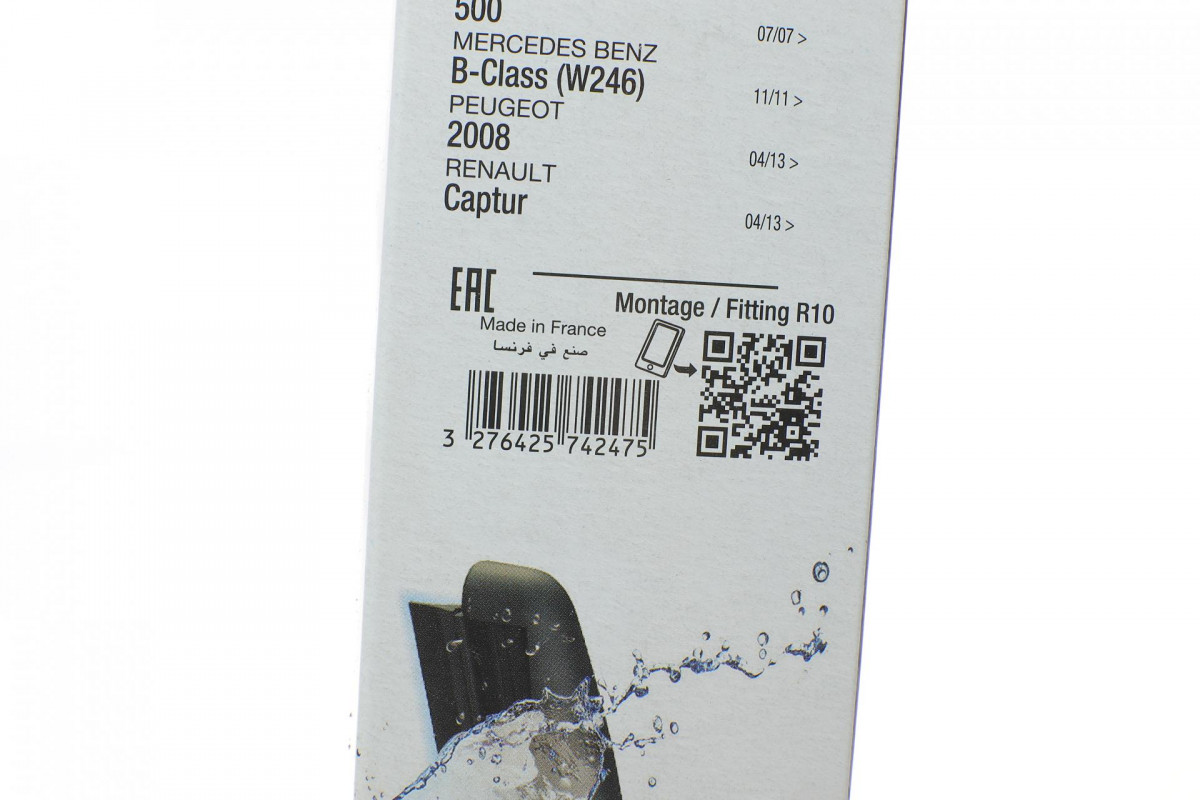 500
07/07 >
MERCEDES BENZ
B-Class (W246)
11/11 >
PEUGEOT
2008
04/13 >
RENAULT
Captur
04/13 >
EAC
Montage / Fitting R10
Made in France
صنع في فرنسا
3 276425 742475